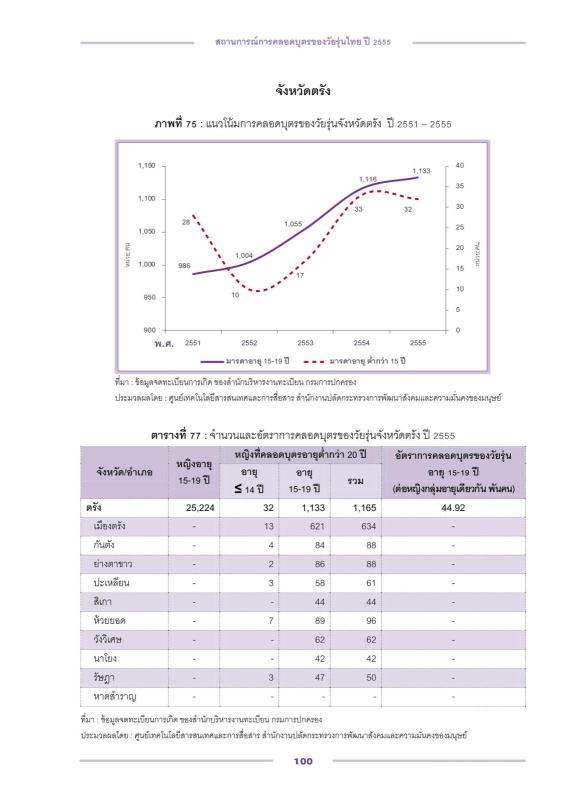 สถานการณ์การคลอดบุตรของวัยรุ่นไทย ปี 2555
จังหวัดตรัง
ภาพที่ 75 : แนวโน้มการคลอดบุตรของวัยรุ่นจังหวัดตรัง ปี 2551 – 2555
1,150 40
1,133
1,116 35
1,100
33 32 30
28
1,055 25
1,050
หน่วย:คน 20 หน่วย:คน
1,004
1,000 986 17 15
10 10
950
5
900 0
พ.ศ. 2551 2552 2553 2554 2555
มารดาอายุ 15-19 ปี มารดาอายุ ต่ำกว่า 15 ปี
ที่มา : ข้อมูลจดทะเบียนการเกิด ของสำนักบริหารงานทะเบียน กรมการปกครอง
ประมวลผลโดย : ศูนย์เทคโนโลยีสารสนเทศและการสื่อสาร สำนักงานปลัดกระทรวงการพัฒนาสังคมและความมั่นคงของมนุษย์
ตารางที่ 77 : จำนวนและอัตราการคลอดบุตรของวัยรุ่นจังหวัดตรัง ปี 2555
จังหวัด/อำเภอ หญิงอายุ 15-19 ปี หญิงที่คลอดบุตรอายุต่ำกว่า 20 ปี อัตราการคลอดบุตรของวัยรุ่น
อายุ ≤ 14 ปี อายุ 15-19 ปี รวม อายุ 15-19 ปี
(ต่อหญิงกลุ่มอายุเดียวกัน พันคน)
ตรัง 25,224 32 1,133 1,165 44.92
เมืองตรัง - 13 621 634 -
กันตัง - 4 84 88 -
ย่านตาขาว - 2 86 88 -
ปะเหลียน - 3 58 61 -
สิเกา - - 44 44 -
ห้วยยอด - 7 89 96 -
วังวิเศษ - - 62 62 -
นาโยง - - 42 42 -
รัษฎา - 3 47 50 -
หาดสำราญ - - - - -
ที่มา : ข้อมูลจดทะเบียนการเกิด ของสำนักบริหารงานทะเบียน กรมการปกครอง
ประมวลผลโดย : ศูนย์เทคโนโลยีสารสนเทศและการสื่อสาร สำนักงานปลัดกระทรวงการพัฒนาสังคมและความมั่นคงของมนุษย์
100